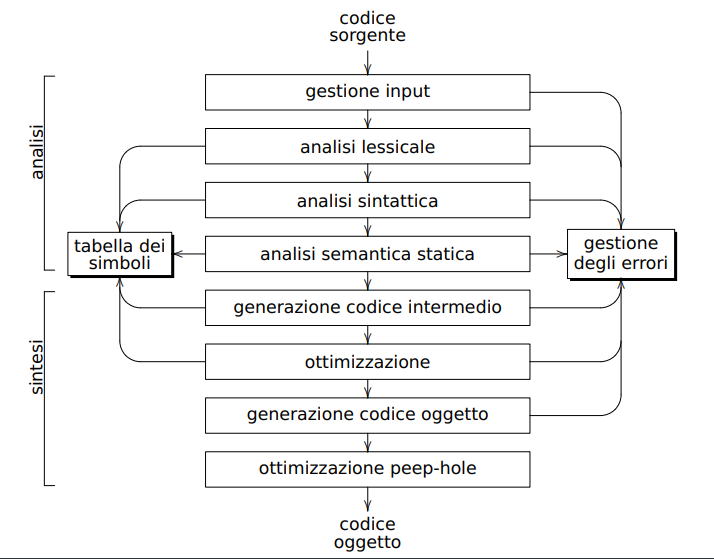 codice
sorgente
gestione input
analisi lessicale
analisi sintattica
analisi semantica statica
generazione codice intermedio
ottimizzazione
generazione codice oggetto
ottimizzazione peep-hole
codice
oggetto
analisi
sintesi
tabella dei
simboli
gestione
degli errori